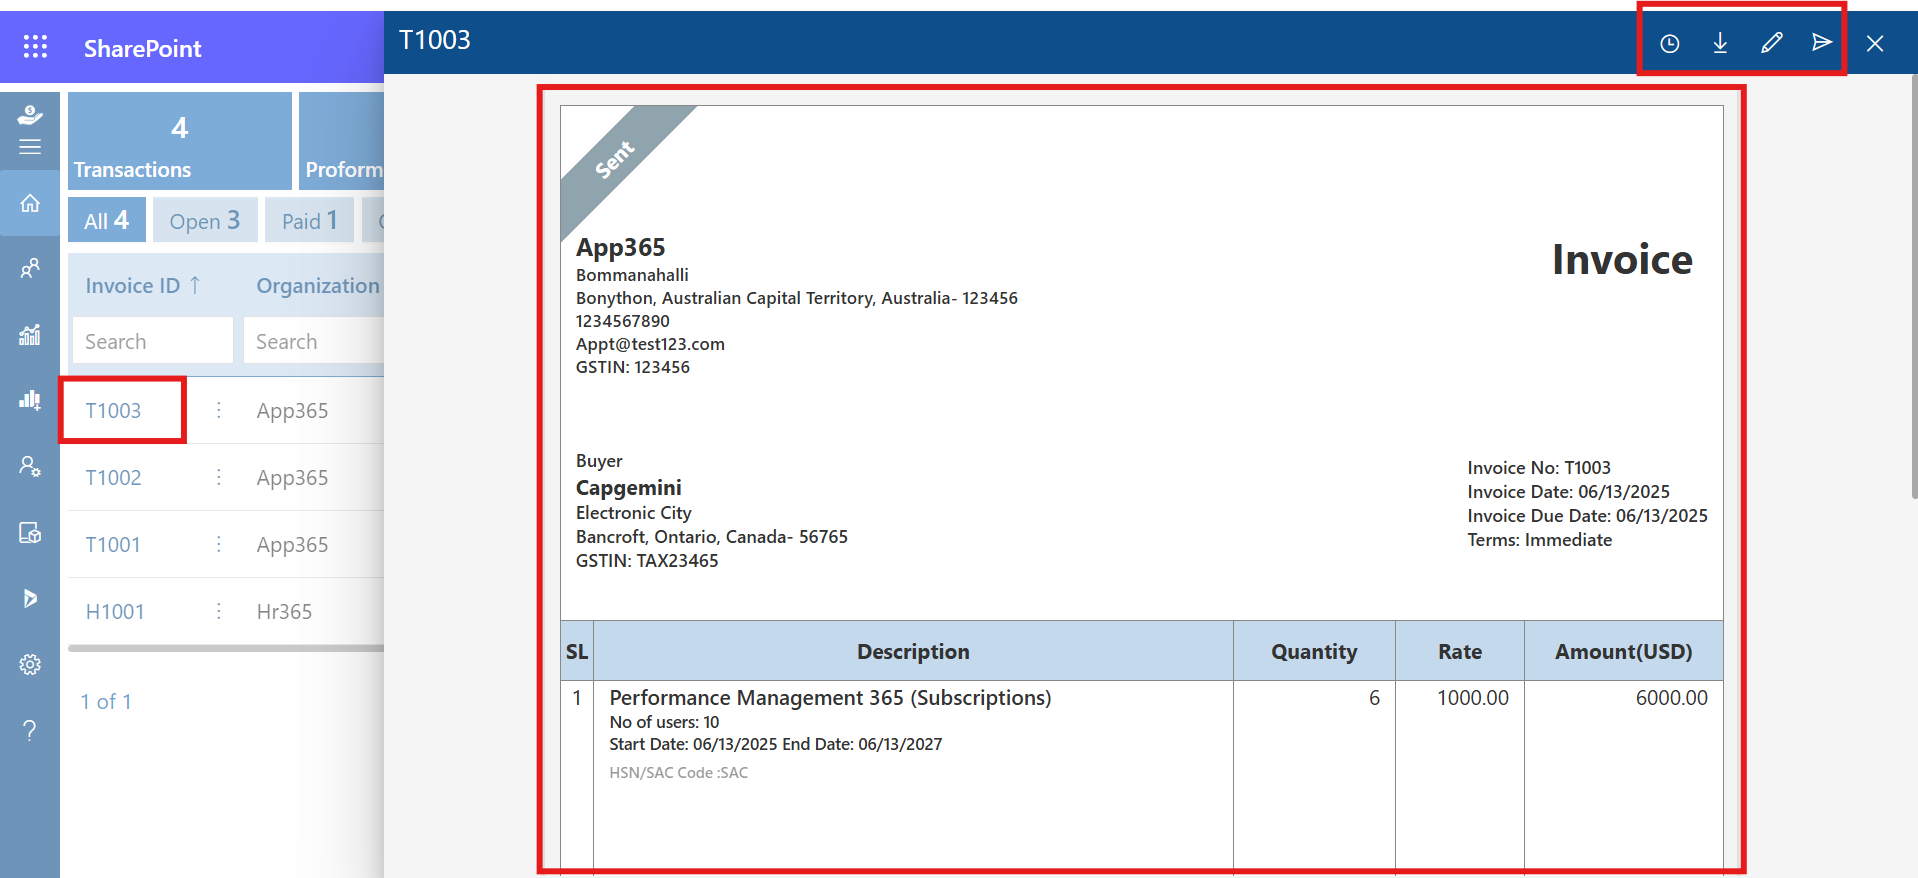 SharePoint
T1003
4
Transactions
Proform
All 4
Open 3
Paid 1
Invoice ID ↑
Organization
Search
Search
T1003
App365
T1002
App365
T1001
App365
H1001
Hr365
1 of 1
Sent
App365
Invoice
Bommanahalli
Bonython, Australian Capital Territory, Australia- 123456
1234567890
Appt@test123.com
GSTIN: 123456
Buyer
Capgemini
Electronic City
Bancroft, Ontario, Canada- 56765
GSTIN: TAX23465
Invoice No: T1003
Invoice Date: 06/13/2025
Invoice Due Date: 06/13/2025
Terms: Immediate
SL Description Quantity Rate Amount(USD)
1 Performance Management 365 (Subscriptions) 6 1000.00 6000.00
No of users: 10
Start Date: 06/13/2025 End Date: 06/13/2027
HSN/SAC Code :SAC